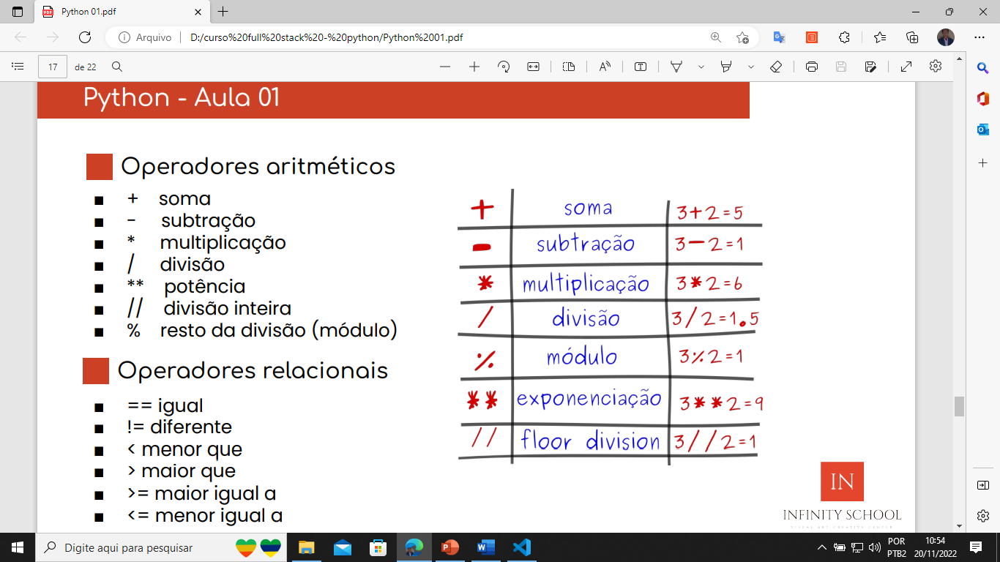 Python 01.pdf
Arquivo
D:/curso%20full%20stack%20-%20python/Python%2001.pdf
17 de 22
Python - Aula 01
Operadores aritméticos
+ soma
- subtração
* multiplicação
/ divisão
** potência
// divisão inteira
% resto da divisão (módulo)
Operadores relacionais
== igual
!= diferente
< menor que
> maior que
>= maior igual a
<= menor igual a
+ soma 3+2=5
- subtração 3-2=1
* multiplicação 3*2=6
/ divisão 3/2=1.5
% módulo 3%2=1
** exponenciação 3**2=9
// floor division 3//2=1
IN
INFINITY SCHOOL
VISUAL ART CREATIVE CENTER
Digite aqui para pesquisar
POR
PTB2
10:54
20/11/2022